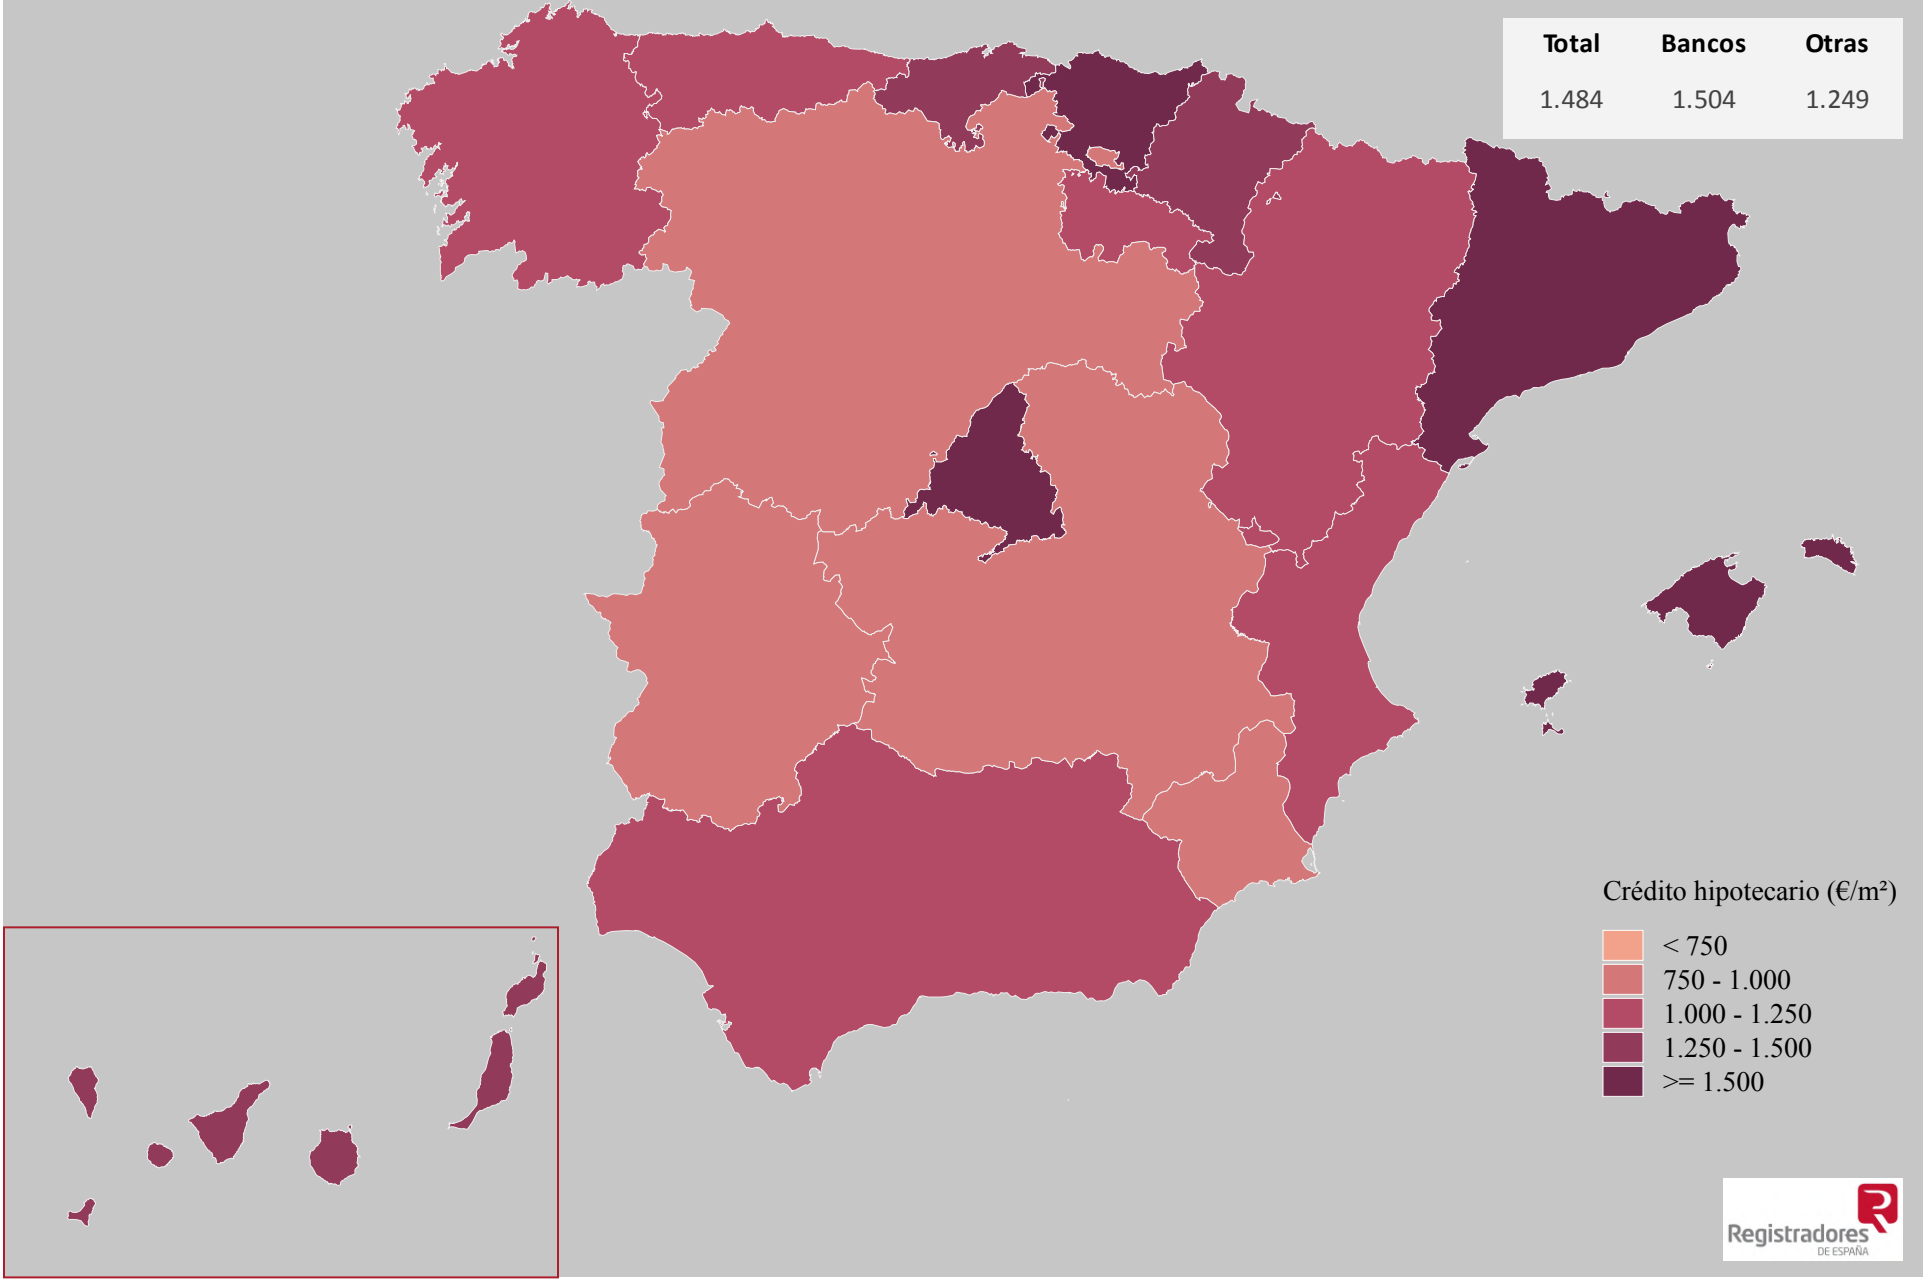 Total Bancos Otras
1.484 1.504 1.249
Crédito hipotecario (€/m²)
< 750
750 - 1.000
1.000 - 1.250
1.250 - 1.500
>= 1.500
Registradores
DE ESPAÑA